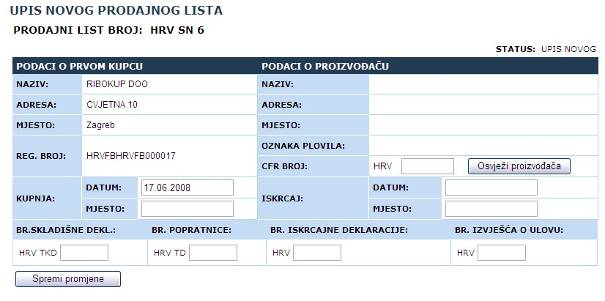 UPIS NOVOG PRODAJNOG LISTA
PRODAJNI LIST BROJ: HRV SN 6
STATUS: UPIS NOVOG
PODACI O PRVOM KUPCU PODACI O PROIZVOĐAČU
NAZIV: RIBOKUP DOO NAZIV:
ADRESA: CVJETNA 10 ADRESA:
MJESTO: Zagreb MJESTO:
REG. BROJ: HRVFBHRVFB000017 OZNAKA PLOVILA:
CFR BROJ: HRV Osvježi proizvođača
KUPNJA: DATUM: 17.06.2008 ISKRCAJ: DATUM:
MJESTO: MJESTO:
BR.SKLADIŠNE DEKL.: BR. POPRATNICE: BR. ISKRCAJNE DEKLARACIJE: BR. IZVJEŠĆA O ULOVU:
HRV TKD HRV TD HRV HRV
Spremi promjene